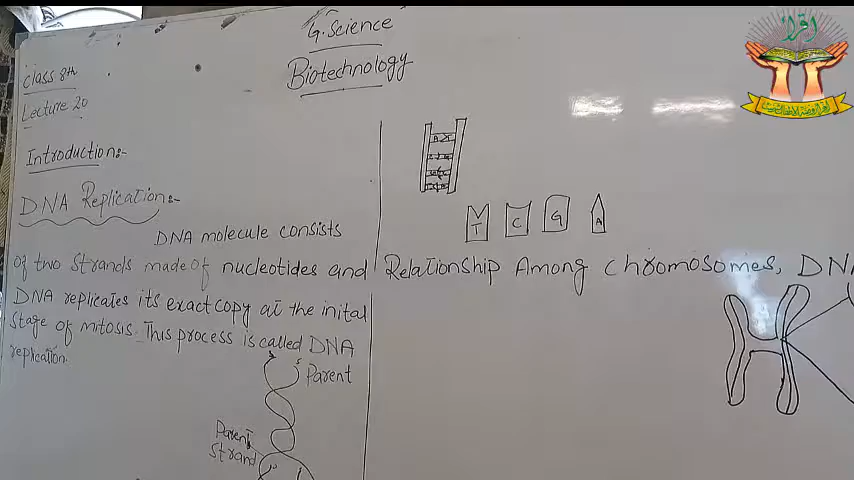 G.Science
Biotechnology
Class 8th
Lecture 20
Introduction:-
DNA Replication:-
DNA molecule consists
of two strands made of nucleotides and
DNA replicates its exact copy at the inital
stage of mitosis. This process is called DNA
replication.
Parent
Parent
Strand
T
C
G
A
Relationship Among Chromosomes, DNA
اقرأ